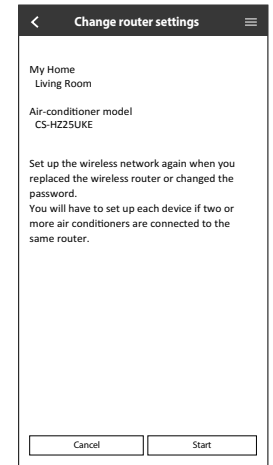 Change router settings
My Home
Living Room
Air-conditioner model
CS-HZ25UKE
Set up the wireless network again when you
replaced the wireless router or changed the
password.
You will have to set up each device if two or
more air conditioners are connected to the
same router.
Cancel
Start